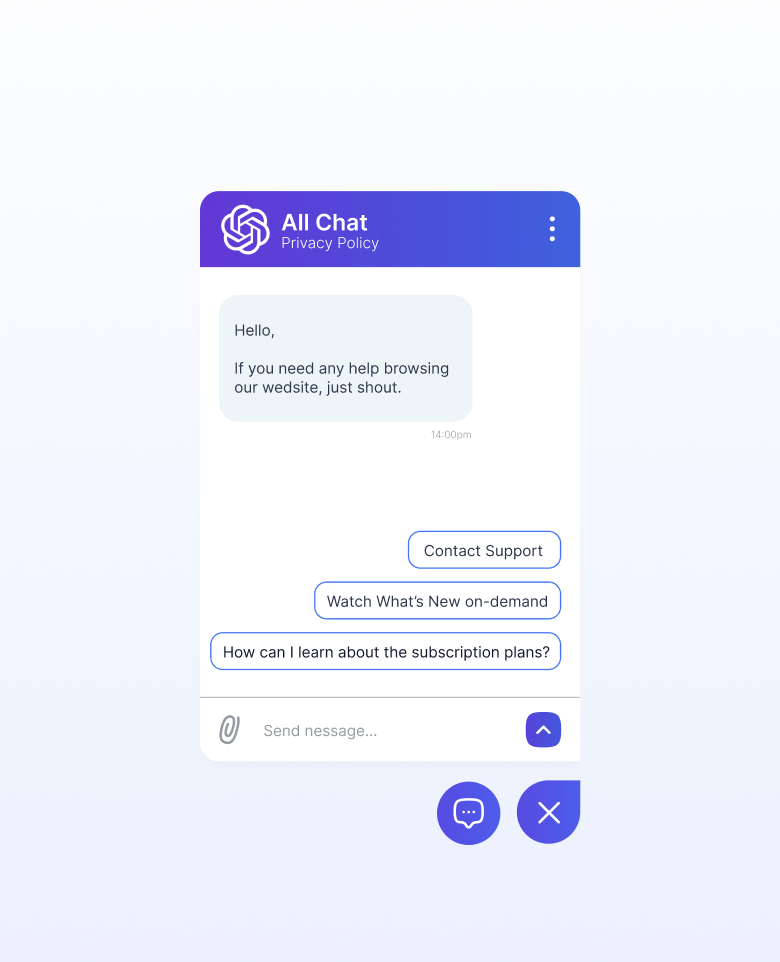 All Chat
Privacy Policy
Hello,
If you need any help browsing
our wedsite, just shout.
14:00pm
Contact Support
Watch What's New on-demand
How can I learn about the subscription plans?
Send nessage...